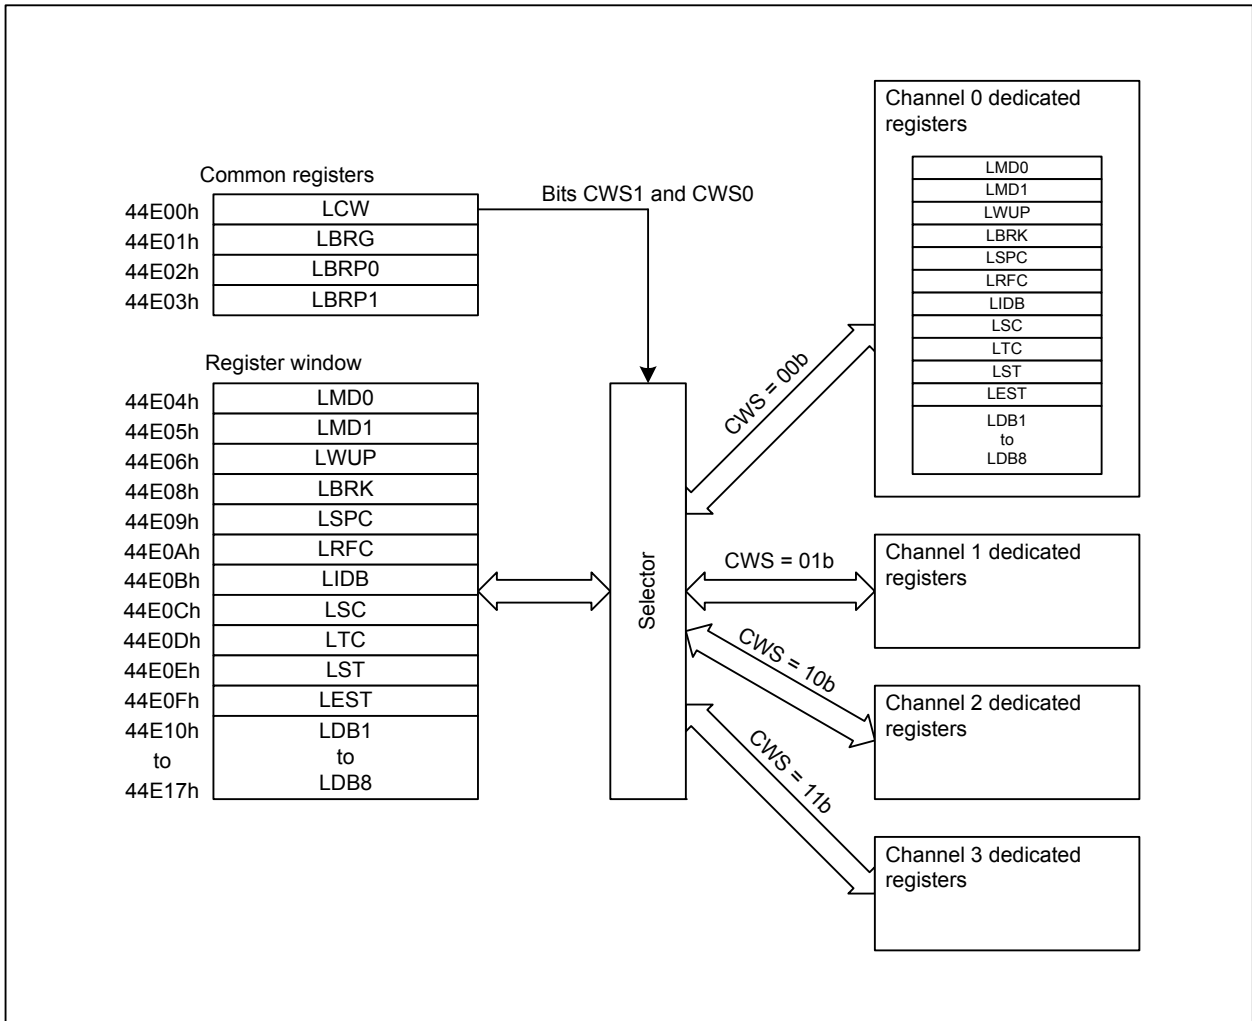 Common registers
44E00h LCW
44E01h LBRG
44E02h LBRP0
44E03h LBRP1
Bits CWS1 and CWS0
Register window
44E04h LMD0
44E05h LMD1
44E06h LWUP
44E08h LBRK
44E09h LSPC
44E0Ah LRFC
44E0Bh LIDB
44E0Ch LSC
44E0Dh LTC
44E0Eh LST
44E0Fh LEST
44E10h LDB1
to to
44E17h LDB8
Selector
CWS = 00b
CWS = 01b
CWS = 10b
CWS = 11b
Channel 0 dedicated
registers
LMD0
LMD1
LWUP
LBRK
LSPC
LRFC
LIDB
LSC
LTC
LST
LEST
LDB1
to
LDB8
Channel 1 dedicated
registers
Channel 2 dedicated
registers
Channel 3 dedicated
registers